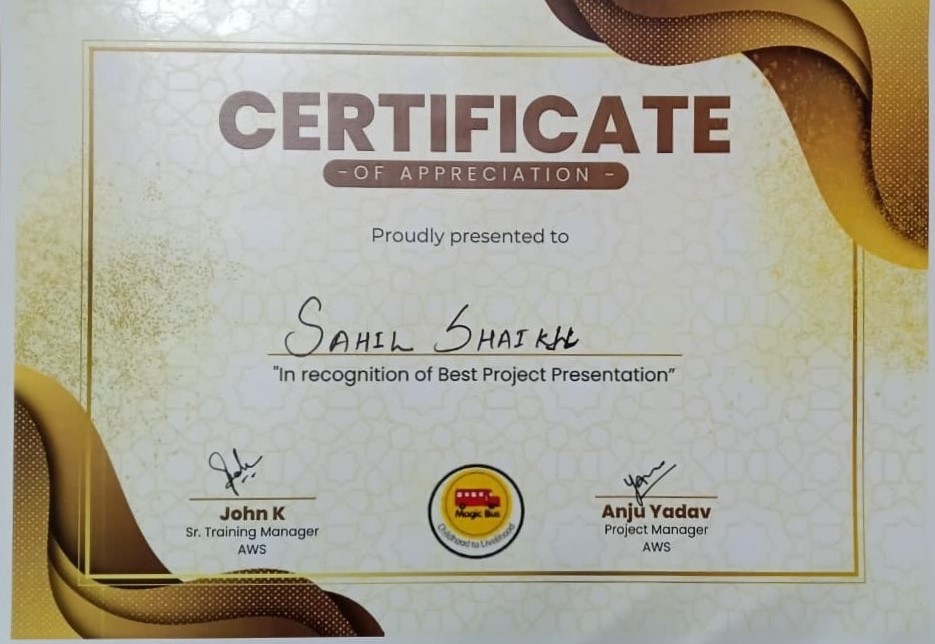 CERTIFICATE
-OF APPRECIATION -
Proudly presented to
SAHIL SHAIKH
"In recognition of Best Project Presentation”
John K
Sr. Training Manager
AWS
Magic Bus
Childhood to Livelihood
Anju Yadav
Project Manager
AWS